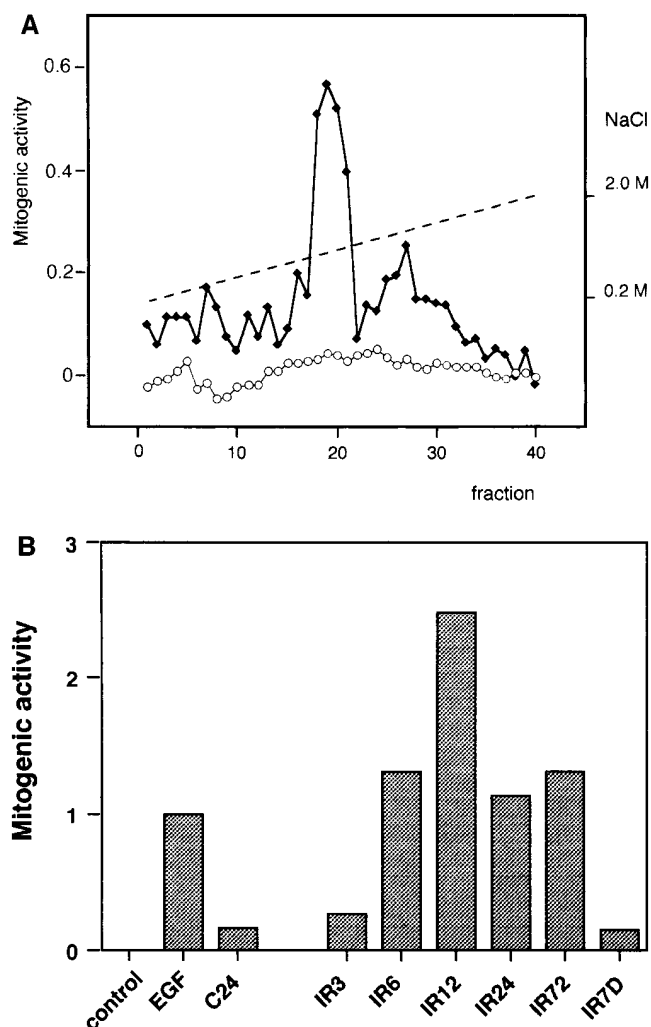 A
Mitogenic activity
0.6
0.4
0.2
0
NaCl
2.0 M
0.2 M
0 10 20 30 40
fraction
B
Mitogenic activity
3
2
1
0
control EGF C24 IR3 IR6 IR12 IR24 IR72 IR7D